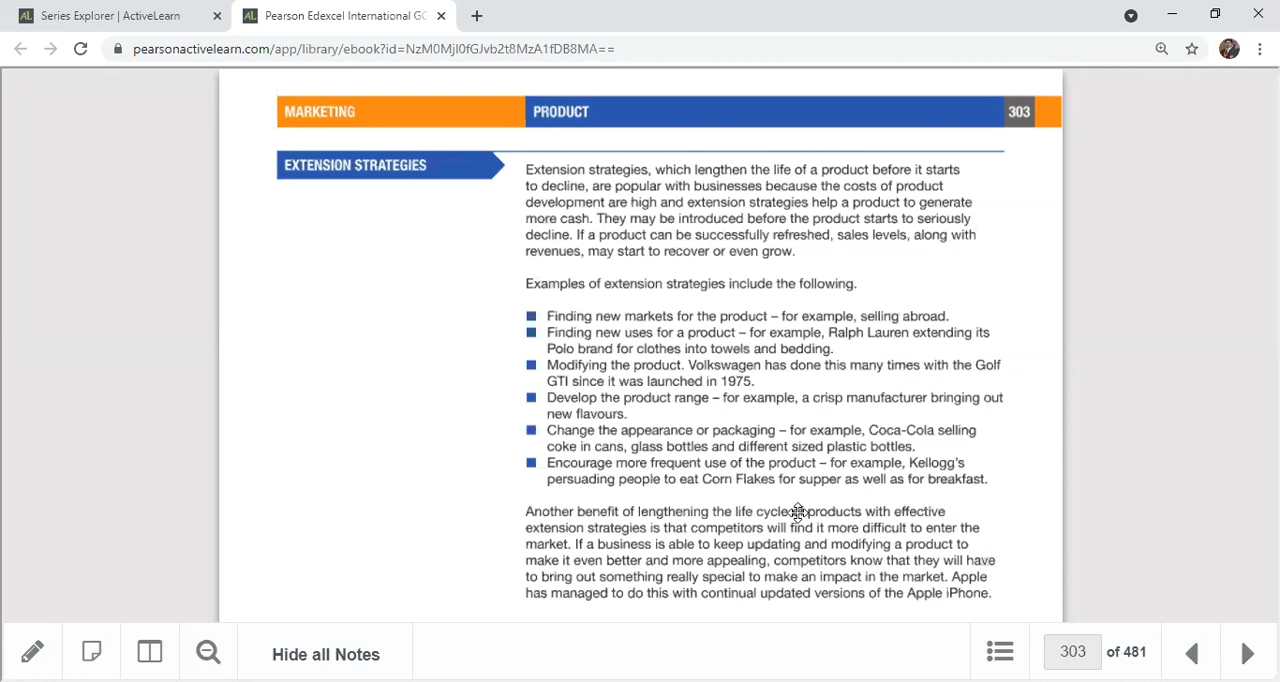 Series Explorer | ActiveLearn
Pearson Edexcel International GC
pearsonactivelearn.com/app/library/ebook?id=NzM0MjI0fGJvb2t8MzA1fDB8MA==
MARKETING
PRODUCT
303
EXTENSION STRATEGIES
Extension strategies, which lengthen the life of a product before it starts
to decline, are popular with businesses because the costs of product
development are high and extension strategies help a product to generate
more cash. They may be introduced before the product starts to seriously
decline. If a product can be successfully refreshed, sales levels, along with
revenues, may start to recover or even grow.
Examples of extension strategies include the following.
Finding new markets for the product – for example, selling abroad.
Finding new uses for a product – for example, Ralph Lauren extending its
Polo brand for clothes into towels and bedding.
Modifying the product. Volkswagen has done this many times with the Golf
GTI since it was launched in 1975.
Develop the product range – for example, a crisp manufacturer bringing out
new flavours.
Change the appearance or packaging – for example, Coca-Cola selling
coke in cans, glass bottles and different sized plastic bottles.
Encourage more frequent use of the product – for example, Kellogg's
persuading people to eat Corn Flakes for supper as well as for breakfast.
Another benefit of lengthening the life cycle products with effective
extension strategies is that competitors will find it more difficult to enter the
market. If a business is able to keep updating and modifying a product to
make it even better and more appealing, competitors know that they will have
to bring out something really special to make an impact in the market. Apple
has managed to do this with continual updated versions of the Apple iPhone.
Hide all Notes
303 of 481